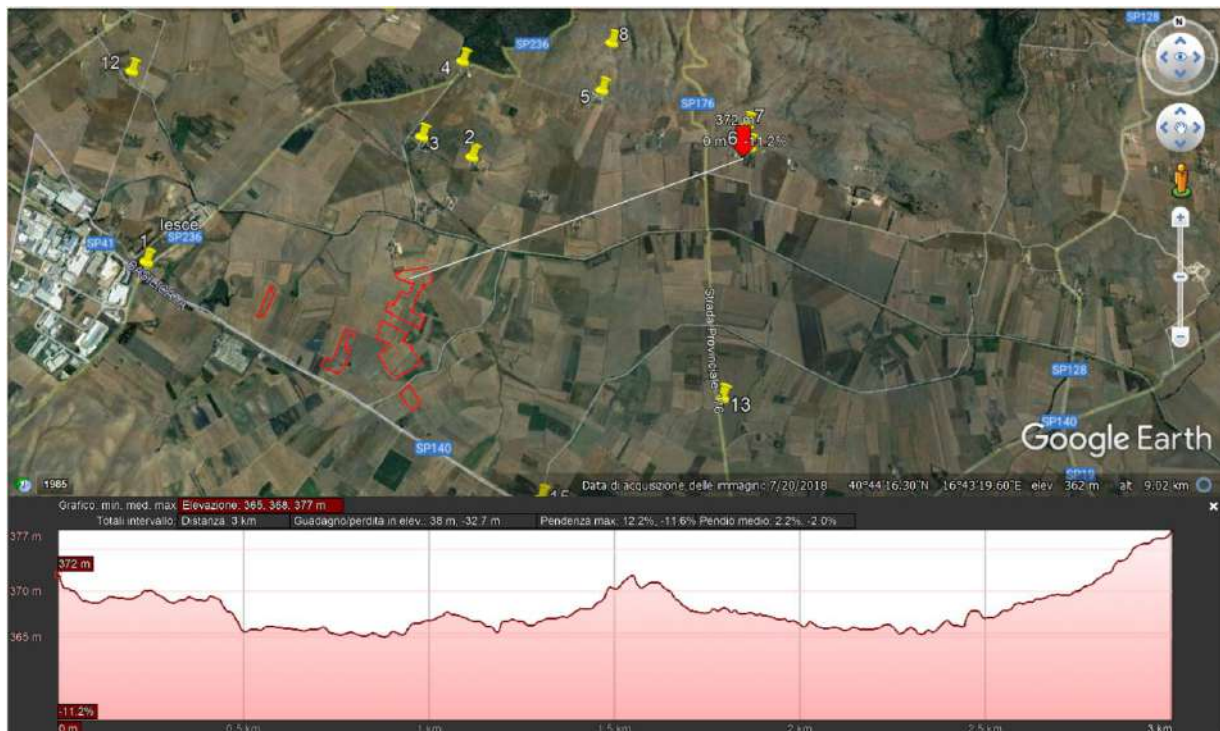 SP128
N
SP236
8
12
4
5
SP176
7
372 m
0 m 6 -11.2%
3
2
Iesce
SP41
1
SP236
Strada Provinciale 176
SP128
13
SP140
SP140
SP19
Google Earth
1985
Data di acquisizione delle immagini: 7/20/2018 40°44'16.30"N 16°43'19.60"E elev 362 m alt 9.02 km
Grafico: min. med. max Elevazione: 365, 368, 377 m
Totali intervallo: Distanza: 3 km Guadagno/perdita in elev.: 38 m, -32.7 m Pendenza max: 12.2%, -11.6% Pendio medio: 2.2%, -2.0%
377 m
372 m
370 m
365 m
-11.2%
0 m 0.5 km 1 km 1.5 km 2 km 2.5 km 3 km